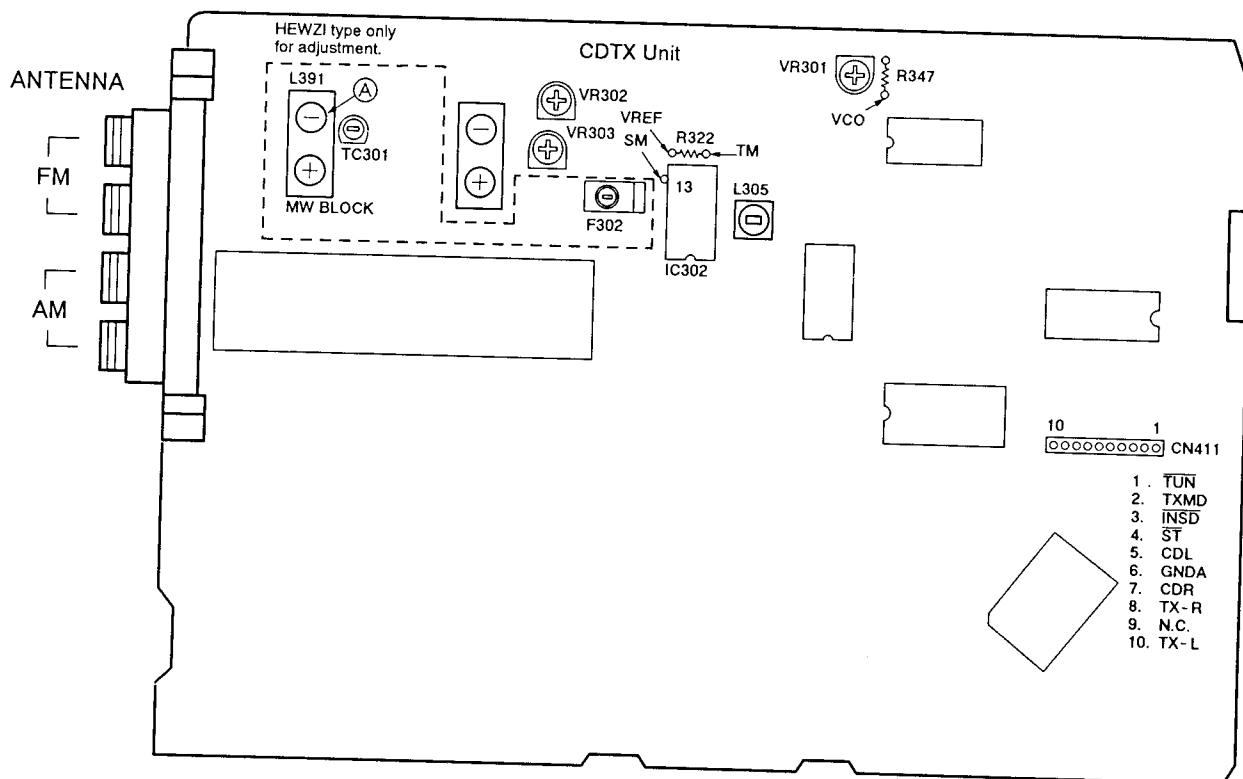 HEWZI type only
for adjustment.
CDTX Unit
ANTENNA
L391
A
VR302
VR301
R347
VCO
TC301
VREF
R322
VR303
SM
TM
FM
13
L305
MW BLOCK
F302
IC302
AM
10 1
CN411
1. TUN
2. TXMD
3. INSD
4. ST
5. CDL
6. GNDA
7. CDR
8. TX-R
9. N.C.
10. TX-L